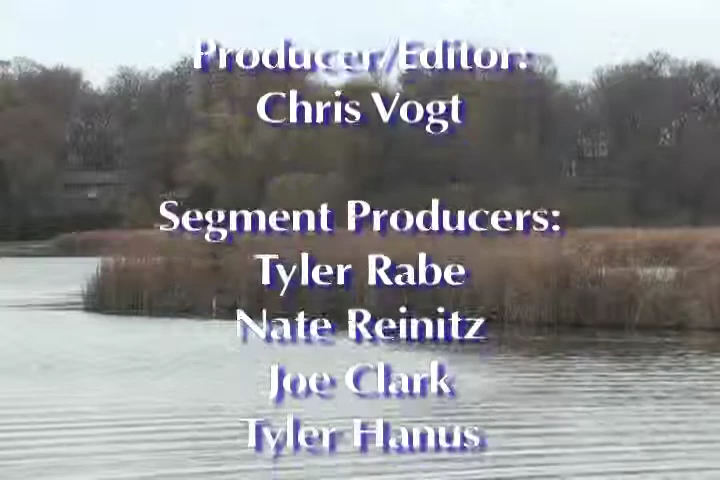 Producer/Editor:
Chris Vogt
Segment Producers:
Tyler Rabe
Nate Reinitz
Joe Clark
Tyler Hanus